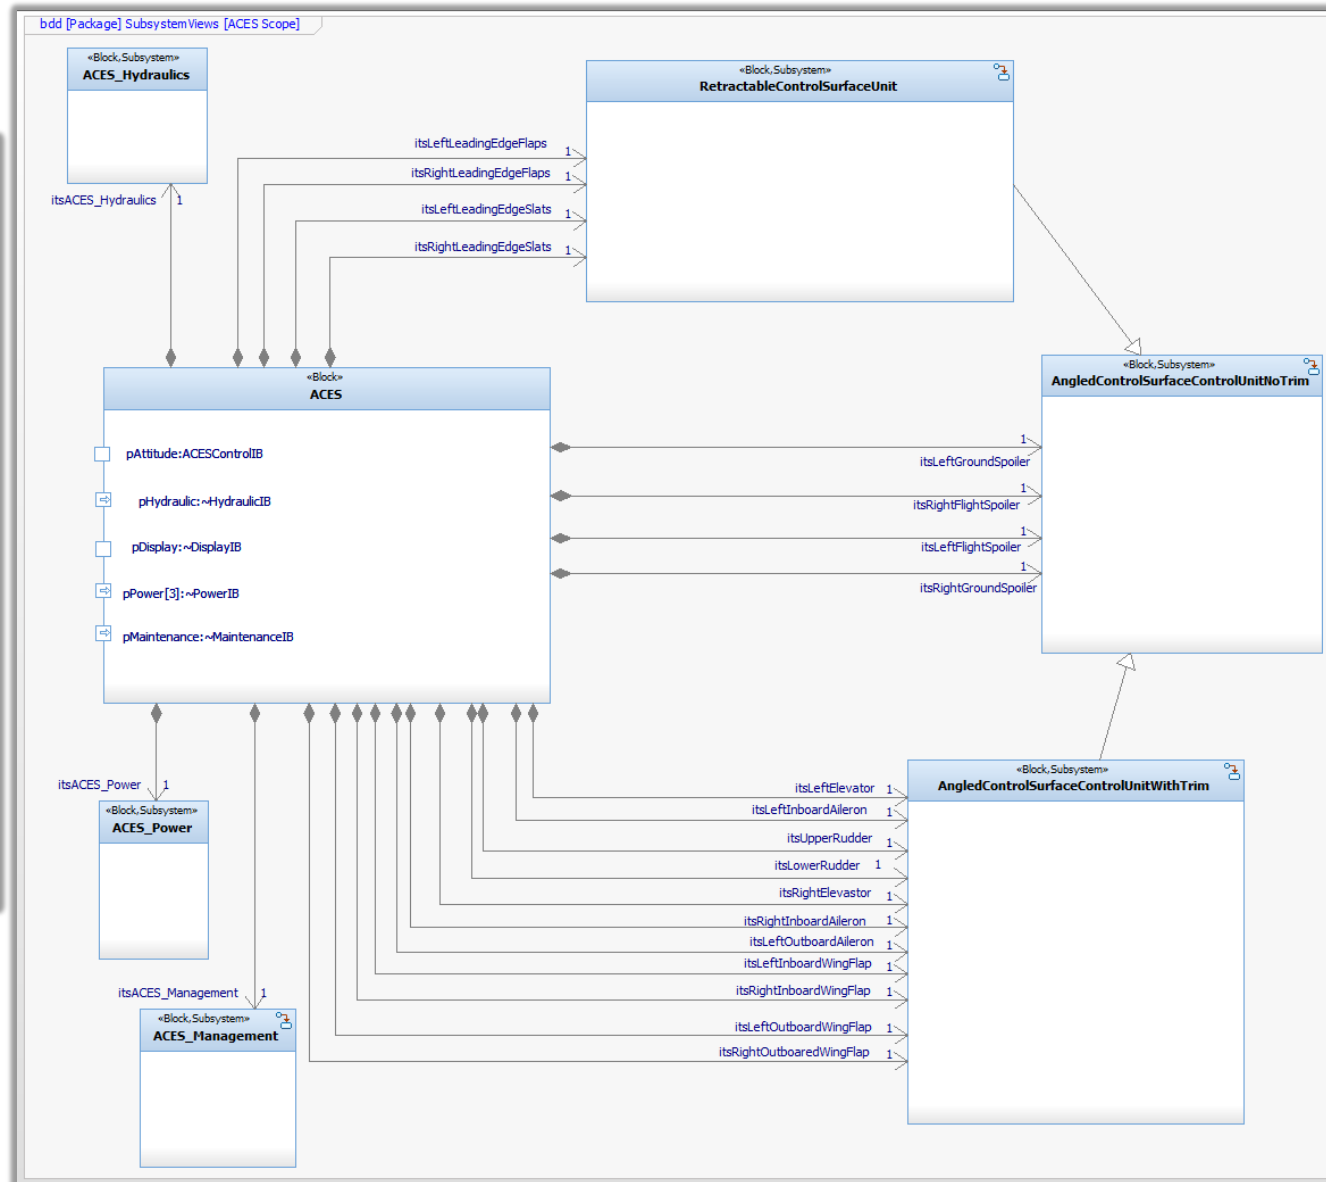 bdd [Package] SubsystemViews [ACES Scope]
«Block,Subsystem»
ACES_Hydraulics
itsACES_Hydraulics 1
«Block,Subsystem»
RetractableControlSurfaceUnit
itsLeftLeadingEdgeFlaps 1
itsRightLeadingEdgeFlaps 1
itsLeftLeadingEdgeSlats 1
itsRightLeadingEdgeSlats 1
«Block»
ACES
pAttitude:ACESControlIB
pHydraulic:~HydraulicIB
pDisplay:~DisplayIB
pPower[3]:~PowerIB
pMaintenance:~MaintenanceIB
«Block,Subsystem»
AngledControlSurfaceControlUnitNoTrim
1
itsLeftGroundSpoiler
1
itsRightFlightSpoiler
1
itsLeftFlightSpoiler
1
itsRightGroundSpoiler
itsACES_Power 1
«Block,Subsystem»
ACES_Power
itsACES_Management 1
«Block,Subsystem»
ACES_Management
«Block,Subsystem»
AngledControlSurfaceControlUnitWithTrim
itsLeftElevator 1
itsLeftInboardAileron 1
itsUpperRudder 1
itsLowerRudder 1
itsRightElevastor 1
itsRightInboardAileron 1
itsLeftOutboardAileron 1
itsLeftInboardWingFlap 1
itsRightInboardWingFlap 1
itsLeftOutboardWingFlap 1
itsRightOutboaredWingFlap 1